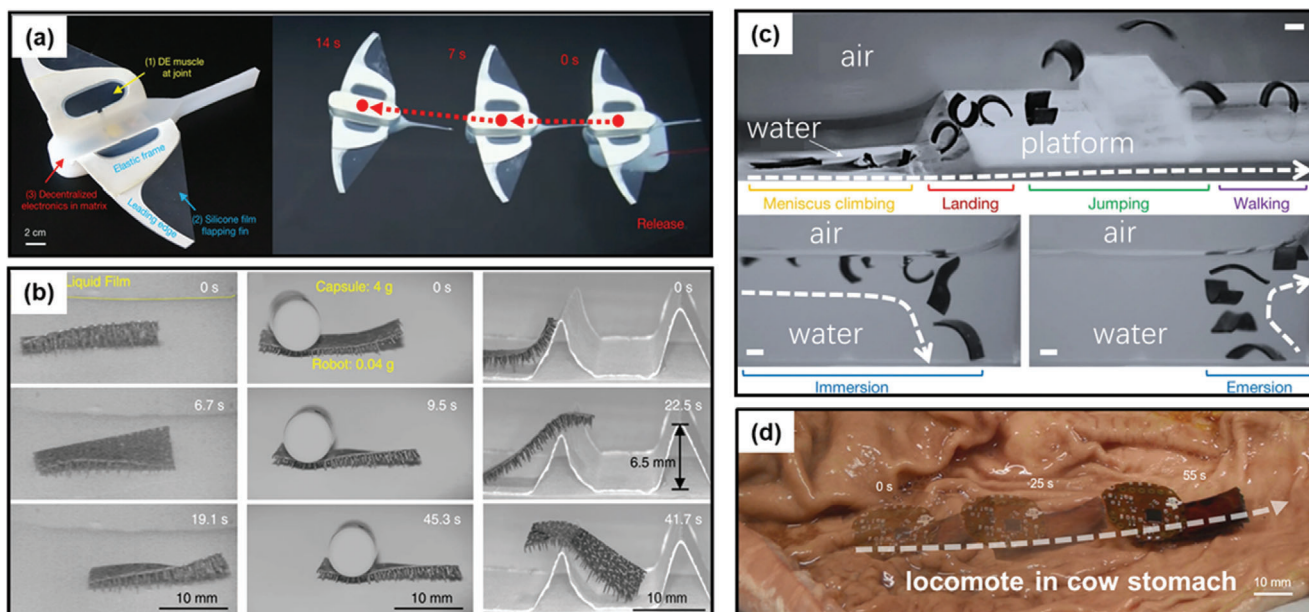 (a)
(1) DE muscle
at joint
Elastic frame
(3) Decentralized
electronics in matrix
Leading edge
(2) Silicone film
flapping fin
2 cm
14 s
7 s
0 s
Release
(b)
Liquid Film
0 s
6.7 s
19.1 s
10 mm
Capsule: 4 g
0 s
Robot: 0.04 g
9.5 s
45.3 s
10 mm
0 s
22.5 s
6.5 mm
41.7 s
10 mm
(c)
air
water
platform
Meniscus climbing
Landing
Jumping
Walking
air
water
Immersion
air
water
Emersion
(d)
0 s
25 s
55 s
locomote in cow stomach
10 mm